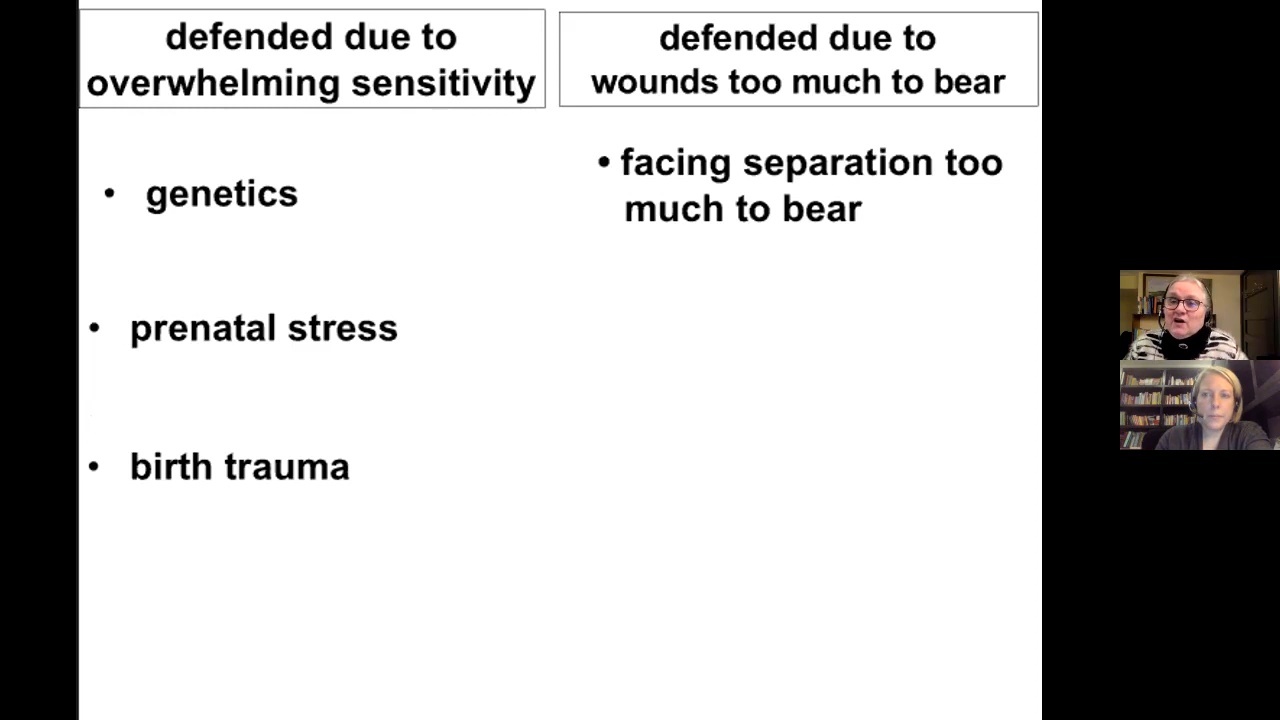 defended due to
overwhelming sensitivity
• genetics
• prenatal stress
• birth trauma
defended due to
wounds too much to bear
• facing separation too
much to bear